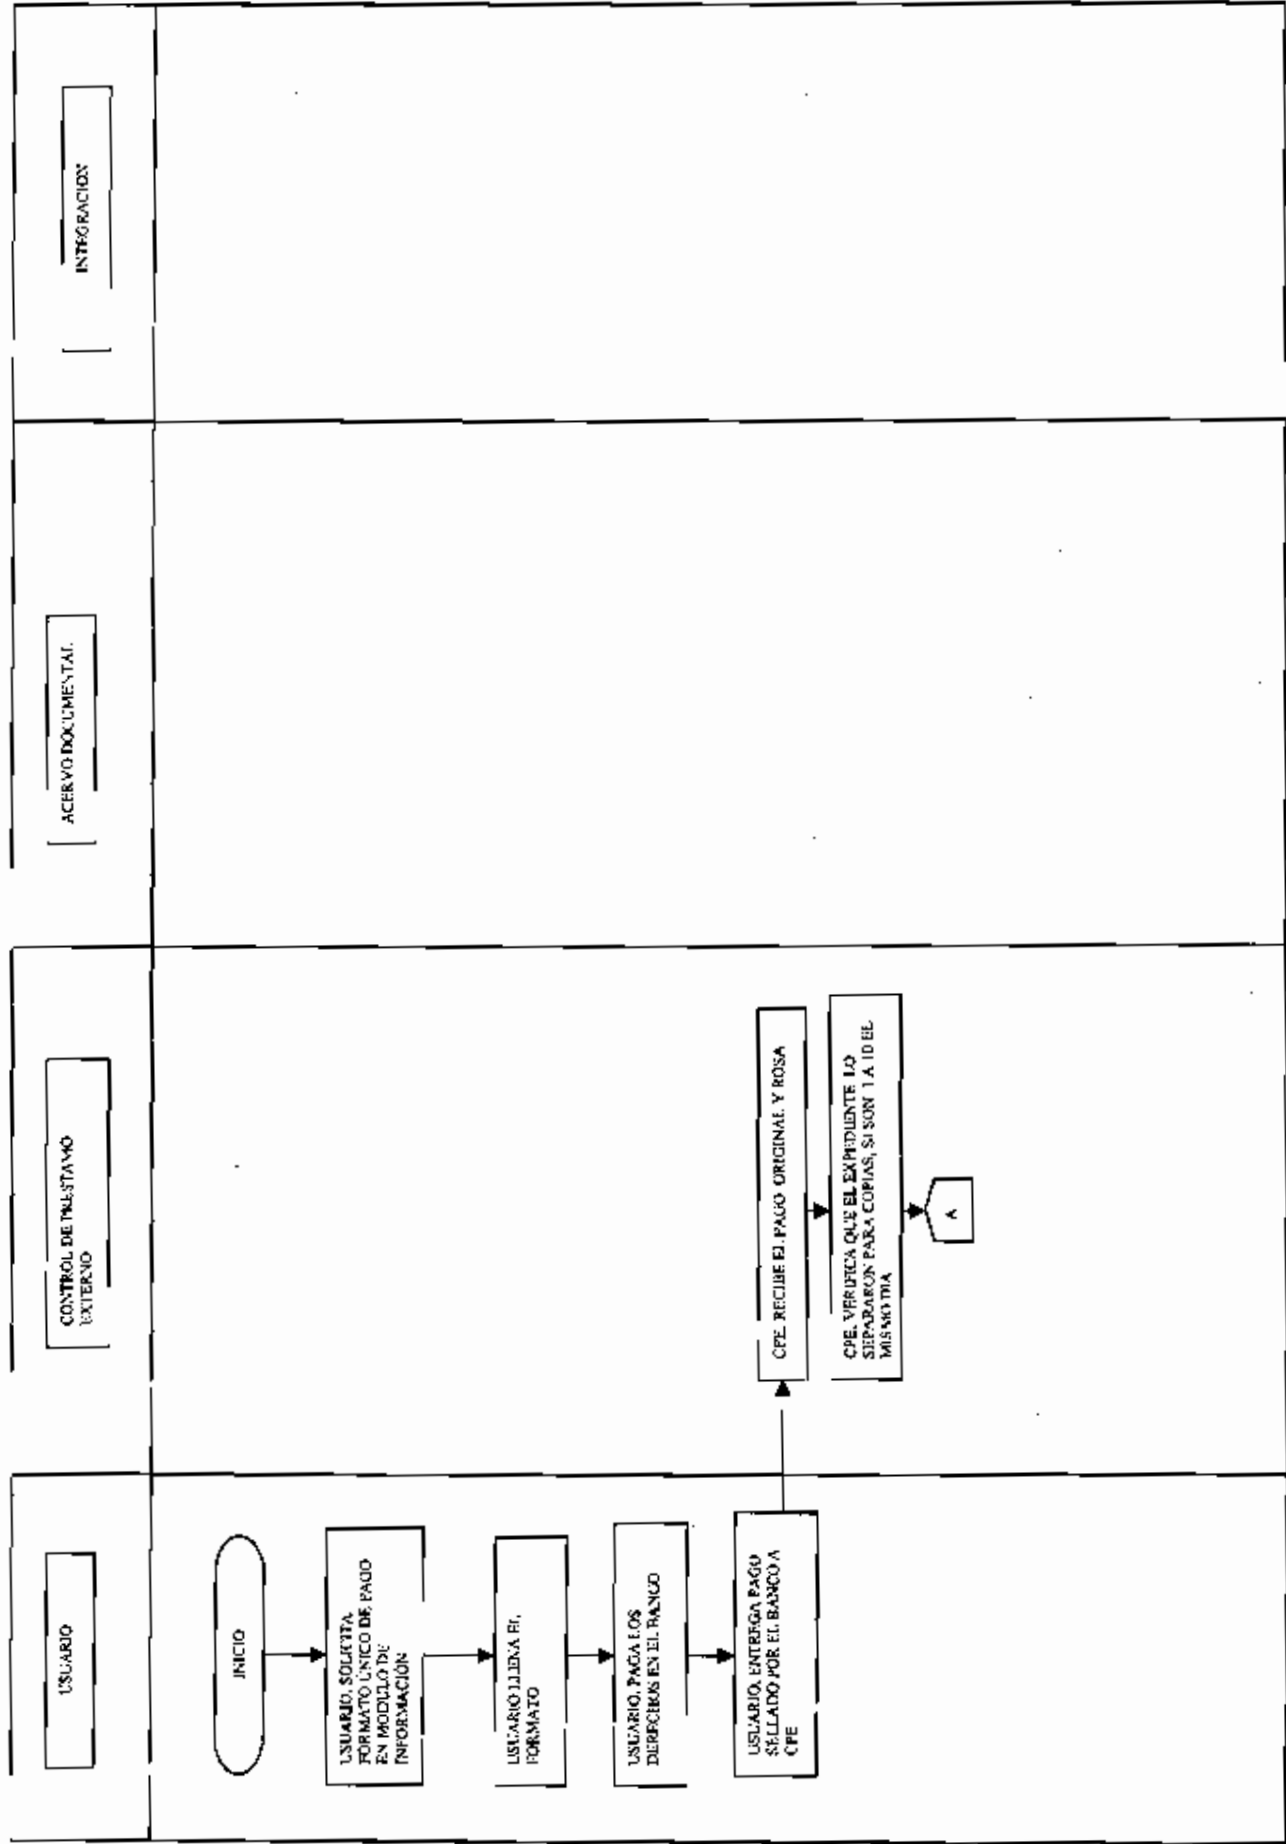 USUARIO
CONTROL DE PRESTAMO
EXTERNO
ACERVO DOCUMENTAL
INTEGRACION
INICIO
USUARIO, SOLICITA
FORMATO ÚNICO DE PAGO
EN MODULO DE
INFORMACIÓN
USUARIO LLENA EL
FORMATO
USUARIO, PAGA LOS
DERECHOS EN EL BANCO
USUARIO, ENTREGA PAGO
SELLADO POR EL BANCO A
CPE
CPE, RECIBE EL PAGO ORIGINAL Y ROSA
CPE, VERIFICA QUE EL EXPEDIENTE LO
SEPARARON PARA COPIAS, SI SON 1 A 10 EL
MISMO DIA
A